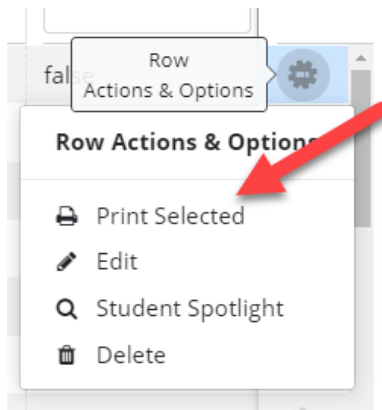 false
Row
Actions & Options
Row Actions & Options
Print Selected
Edit
Student Spotlight
Delete